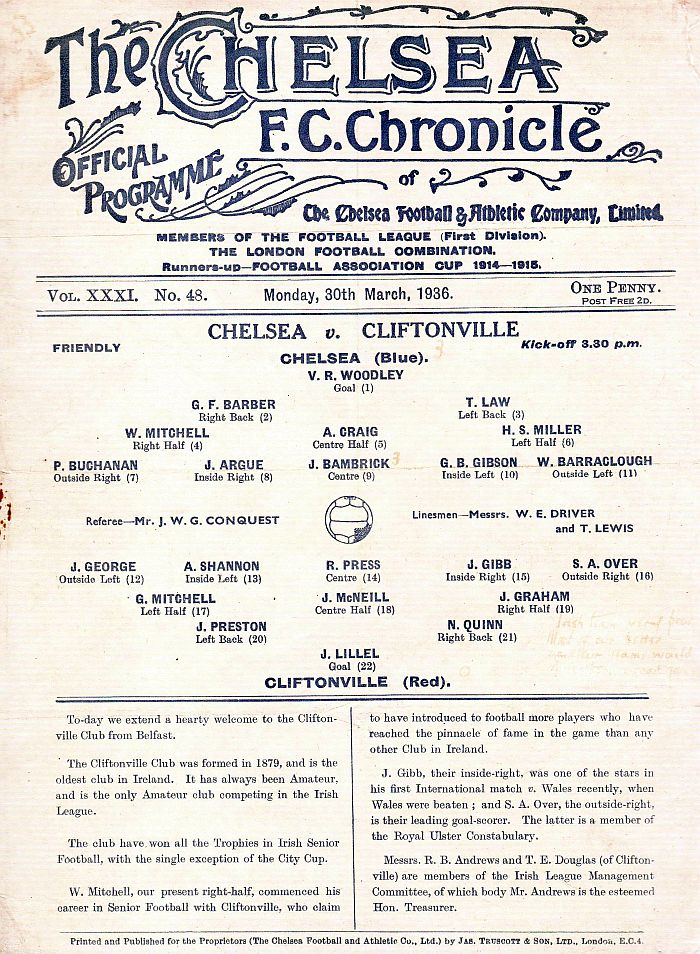 The CHELSEA
F.C. Chronicle
OFFICIAL PROGRAMME
of
The Chelsea Football & Athletic Company, Limited.
MEMBERS OF THE FOOTBALL LEAGUE (First Division).
THE LONDON FOOTBALL COMBINATION.
Runners-up—FOOTBALL ASSOCIATION CUP 1914—1915.
VOL. XXXI. No. 48. Monday, 30th March, 1936. ONE PENNY.
POST FREE 2D.
CHELSEA v. CLIFTONVILLE
FRIENDLY Kick-off 3.30 p.m.
CHELSEA (Blue). 3
V. R. WOODLEY
Goal (1)
G. F. BARBER T. LAW
Right Back (2) Left Back (3)
W. MITCHELL A. CRAIG H. S. MILLER
Right Half (4) Centre Half (5) Left Half (6)
P. BUCHANAN J. ARGUE J. BAMBRICK 3 G. B. GIBSON W. BARRACLOUGH
Outside Right (7) Inside Right (8) Centre (9) Inside Left (10) Outside Left (11)
Referee—Mr. J. W. G. CONQUEST Linesmen—Messrs. W. E. DRIVER
and T. LEWIS
J. GEORGE A. SHANNON R. PRESS J. GIBB S. A. OVER
Outside Left (12) Inside Left (13) Centre (14) Inside Right (15) Outside Right (16)
G. MITCHELL J. McNEILL J. GRAHAM
Left Half (17) Centre Half (18) Right Half (19)
J. PRESTON N. QUINN
Left Back (20) Right Back (21)
J. LILLEL
Goal (22)
CLIFTONVILLE (Red).
To-day we extend a hearty welcome to the Clifton-
ville Club from Belfast.
The Cliftonville Club was formed in 1879, and is the
oldest club in Ireland. It has always been Amateur,
and is the only Amateur club competing in the Irish
League.
The club have won all the Trophies in Irish Senior
Football, with the single exception of the City Cup.
W. Mitchell, our present right-half, commenced his
career in Senior Football with Cliftonville, who claim
to have introduced to football more players who have
reached the pinnacle of fame in the game than any
other Club in Ireland.
J. Gibb, their inside-right, was one of the stars in
his first International match v. Wales recently, when
Wales were beaten ; and S. A. Over, the outside-right,
is their leading goal-scorer. The latter is a member of
the Royal Ulster Constabulary.
Messrs. R. B. Andrews and T. E. Douglas (of Clifton-
ville) are members of the Irish League Management
Committee, of which body Mr. Andrews is the esteemed
Hon. Treasurer.
Printed and Published for the Proprietors (The Chelsea Football and Athletic Co., Ltd.) by JAS. TRUSCOTT & SON, LTD., London, E.C.4.